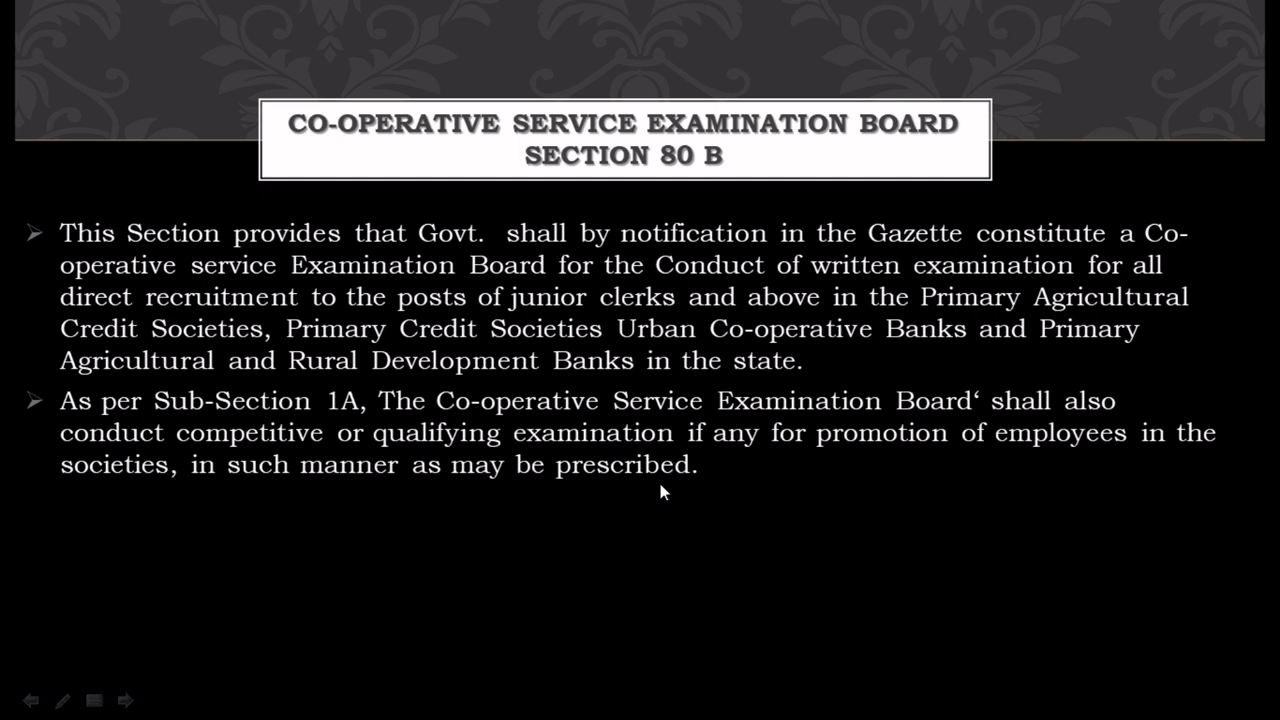 CO-OPERATIVE SERVICE EXAMINATION BOARD
SECTION 80 B
This Section provides that Govt. shall by notification in the Gazette constitute a Co-
operative service Examination Board for the Conduct of written examination for all
direct recruitment to the posts of junior clerks and above in the Primary Agricultural
Credit Societies, Primary Credit Societies Urban Co-operative Banks and Primary
Agricultural and Rural Development Banks in the state.
As per Sub-Section 1A, The Co-operative Service Examination Board‘ shall also
conduct competitive or qualifying examination if any for promotion of employees in the
societies, in such manner as may be prescribed.